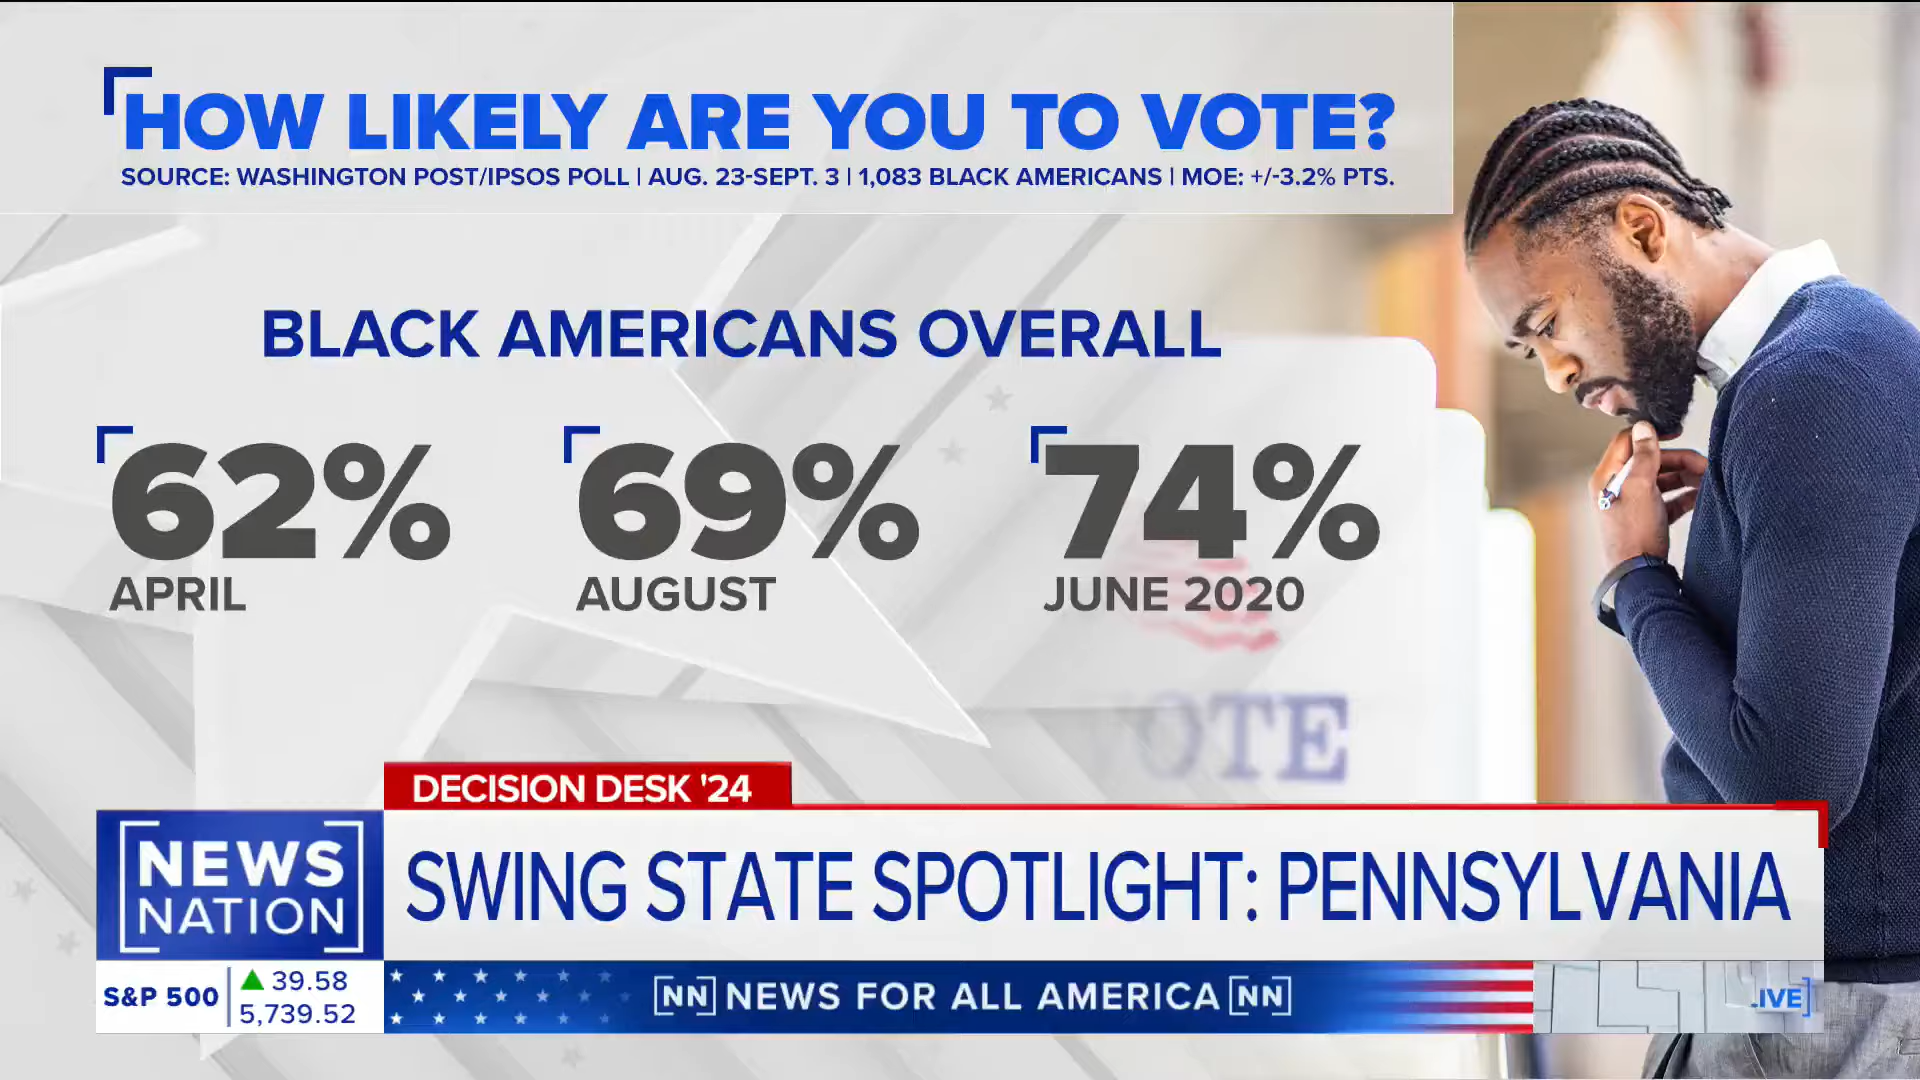 HOW LIKELY ARE YOU TO VOTE?
SOURCE: WASHINGTON POST/IPSOS POLL | AUG. 23-SEPT. 3 | 1,083 BLACK AMERICANS | MOE: +/-3.2% PTS.
BLACK AMERICANS OVERALL
62% 69% 74%
APRIL AUGUST JUNE 2020
VOTE
DECISION DESK '24
NEWS
NATION
SWING STATE SPOTLIGHT: PENNSYLVANIA
S&P 500
39.58
5,739.52
NN NEWS FOR ALL AMERICA NN